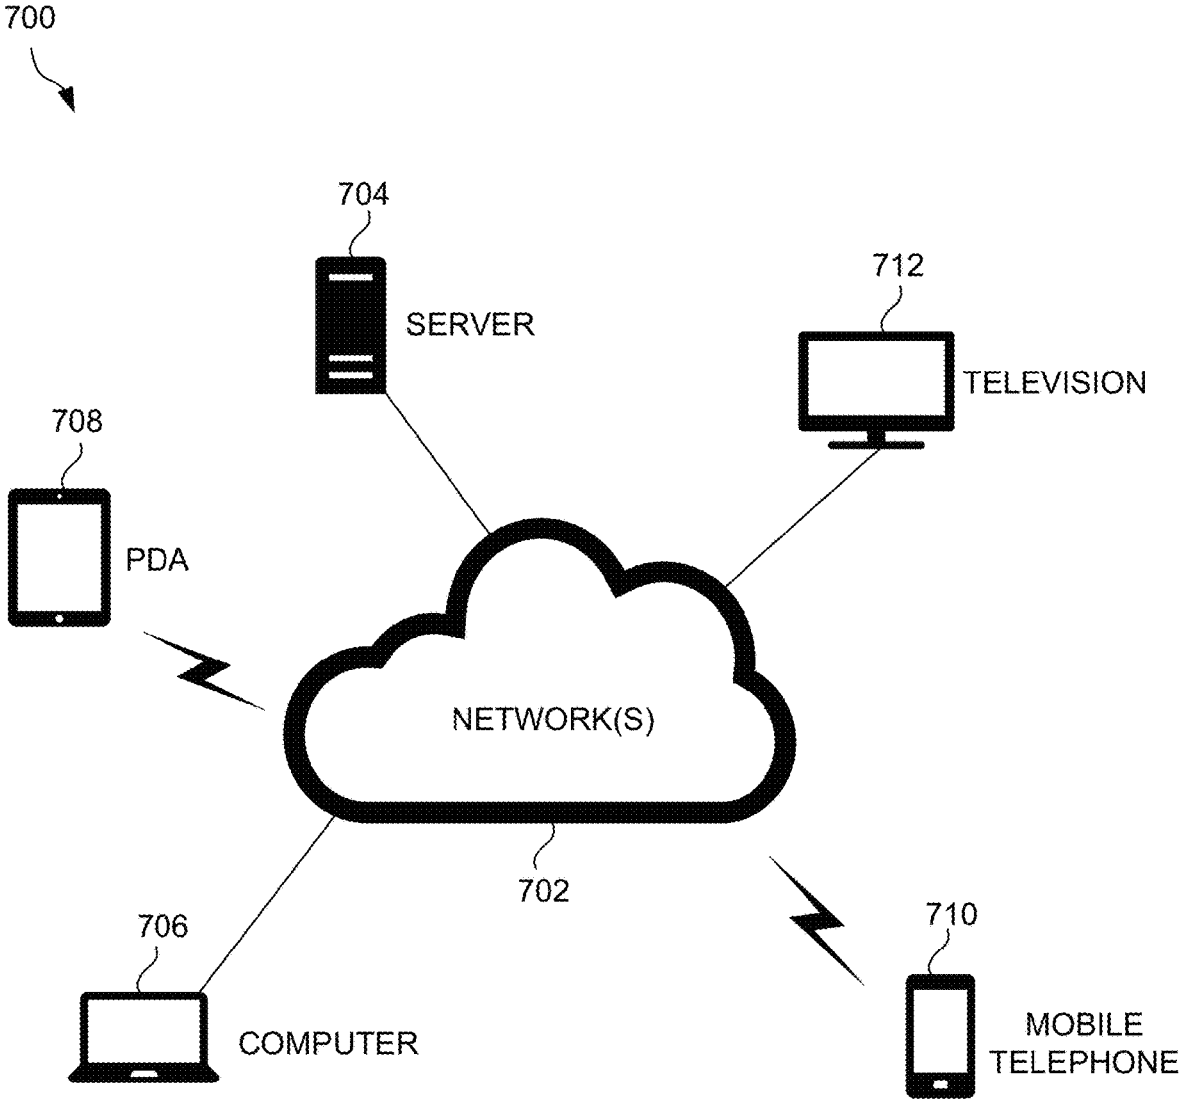 700
704
SERVER
712
TELEVISION
708
PDA
NETWORK(S)
702
706
COMPUTER
710
MOBILE
TELEPHONE